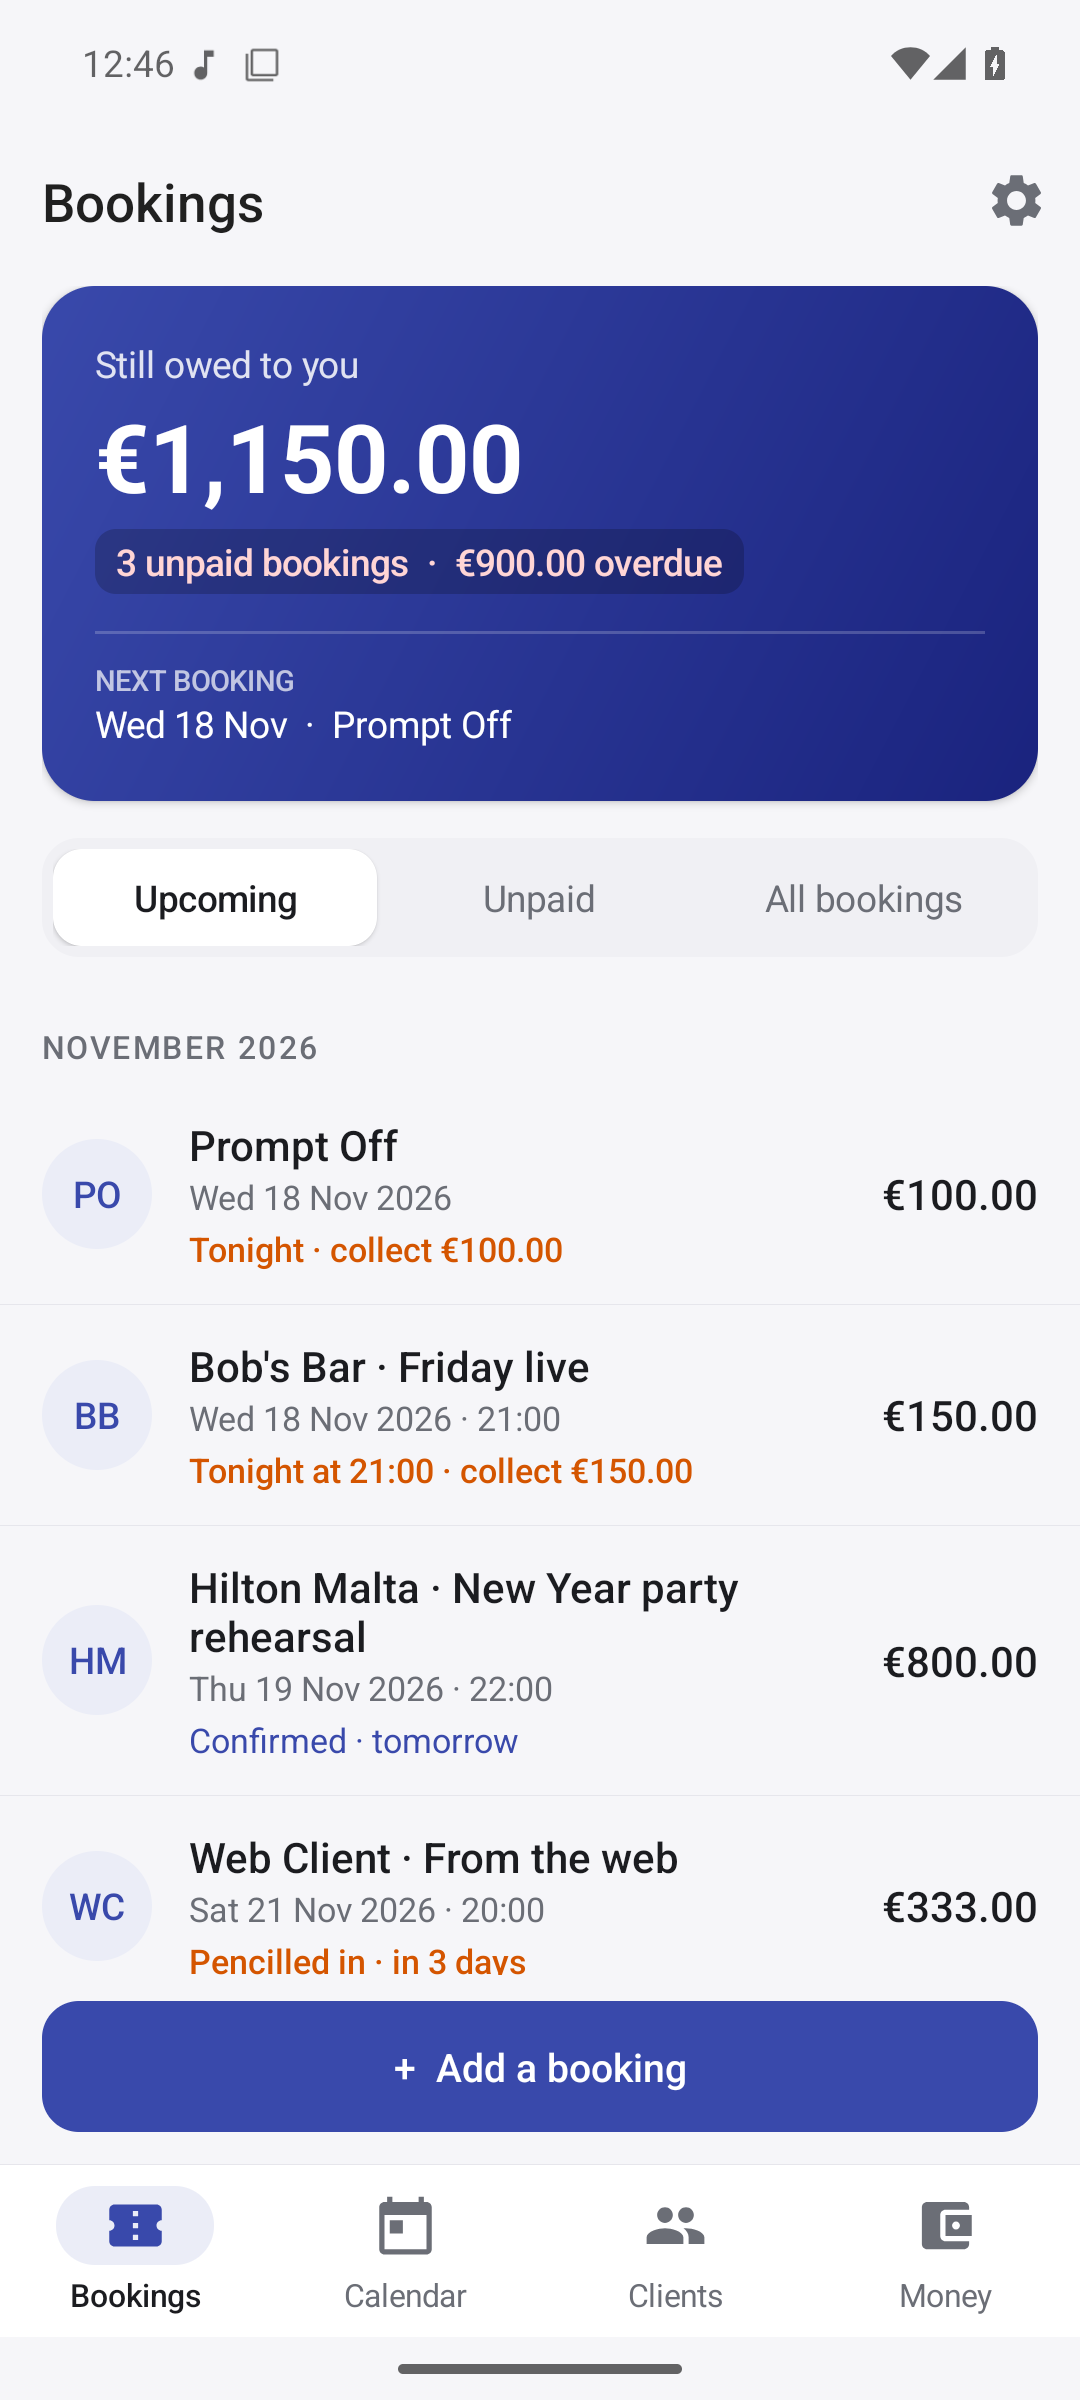 12:46
Bookings
Still owed to you
€1,150.00
3 unpaid bookings · €900.00 overdue
NEXT BOOKING
Wed 18 Nov · Prompt Off
Upcoming
Unpaid
All bookings
NOVEMBER 2026
PO
Prompt Off
Wed 18 Nov 2026
Tonight · collect €100.00
€100.00
BB
Bob's Bar · Friday live
Wed 18 Nov 2026 · 21:00
Tonight at 21:00 · collect €150.00
€150.00
HM
Hilton Malta · New Year party
rehearsal
Thu 19 Nov 2026 · 22:00
Confirmed · tomorrow
€800.00
WC
Web Client · From the web
Sat 21 Nov 2026 · 20:00
Pencilled in · in 3 days
€333.00
+ Add a booking
Bookings
Calendar
Clients
Money